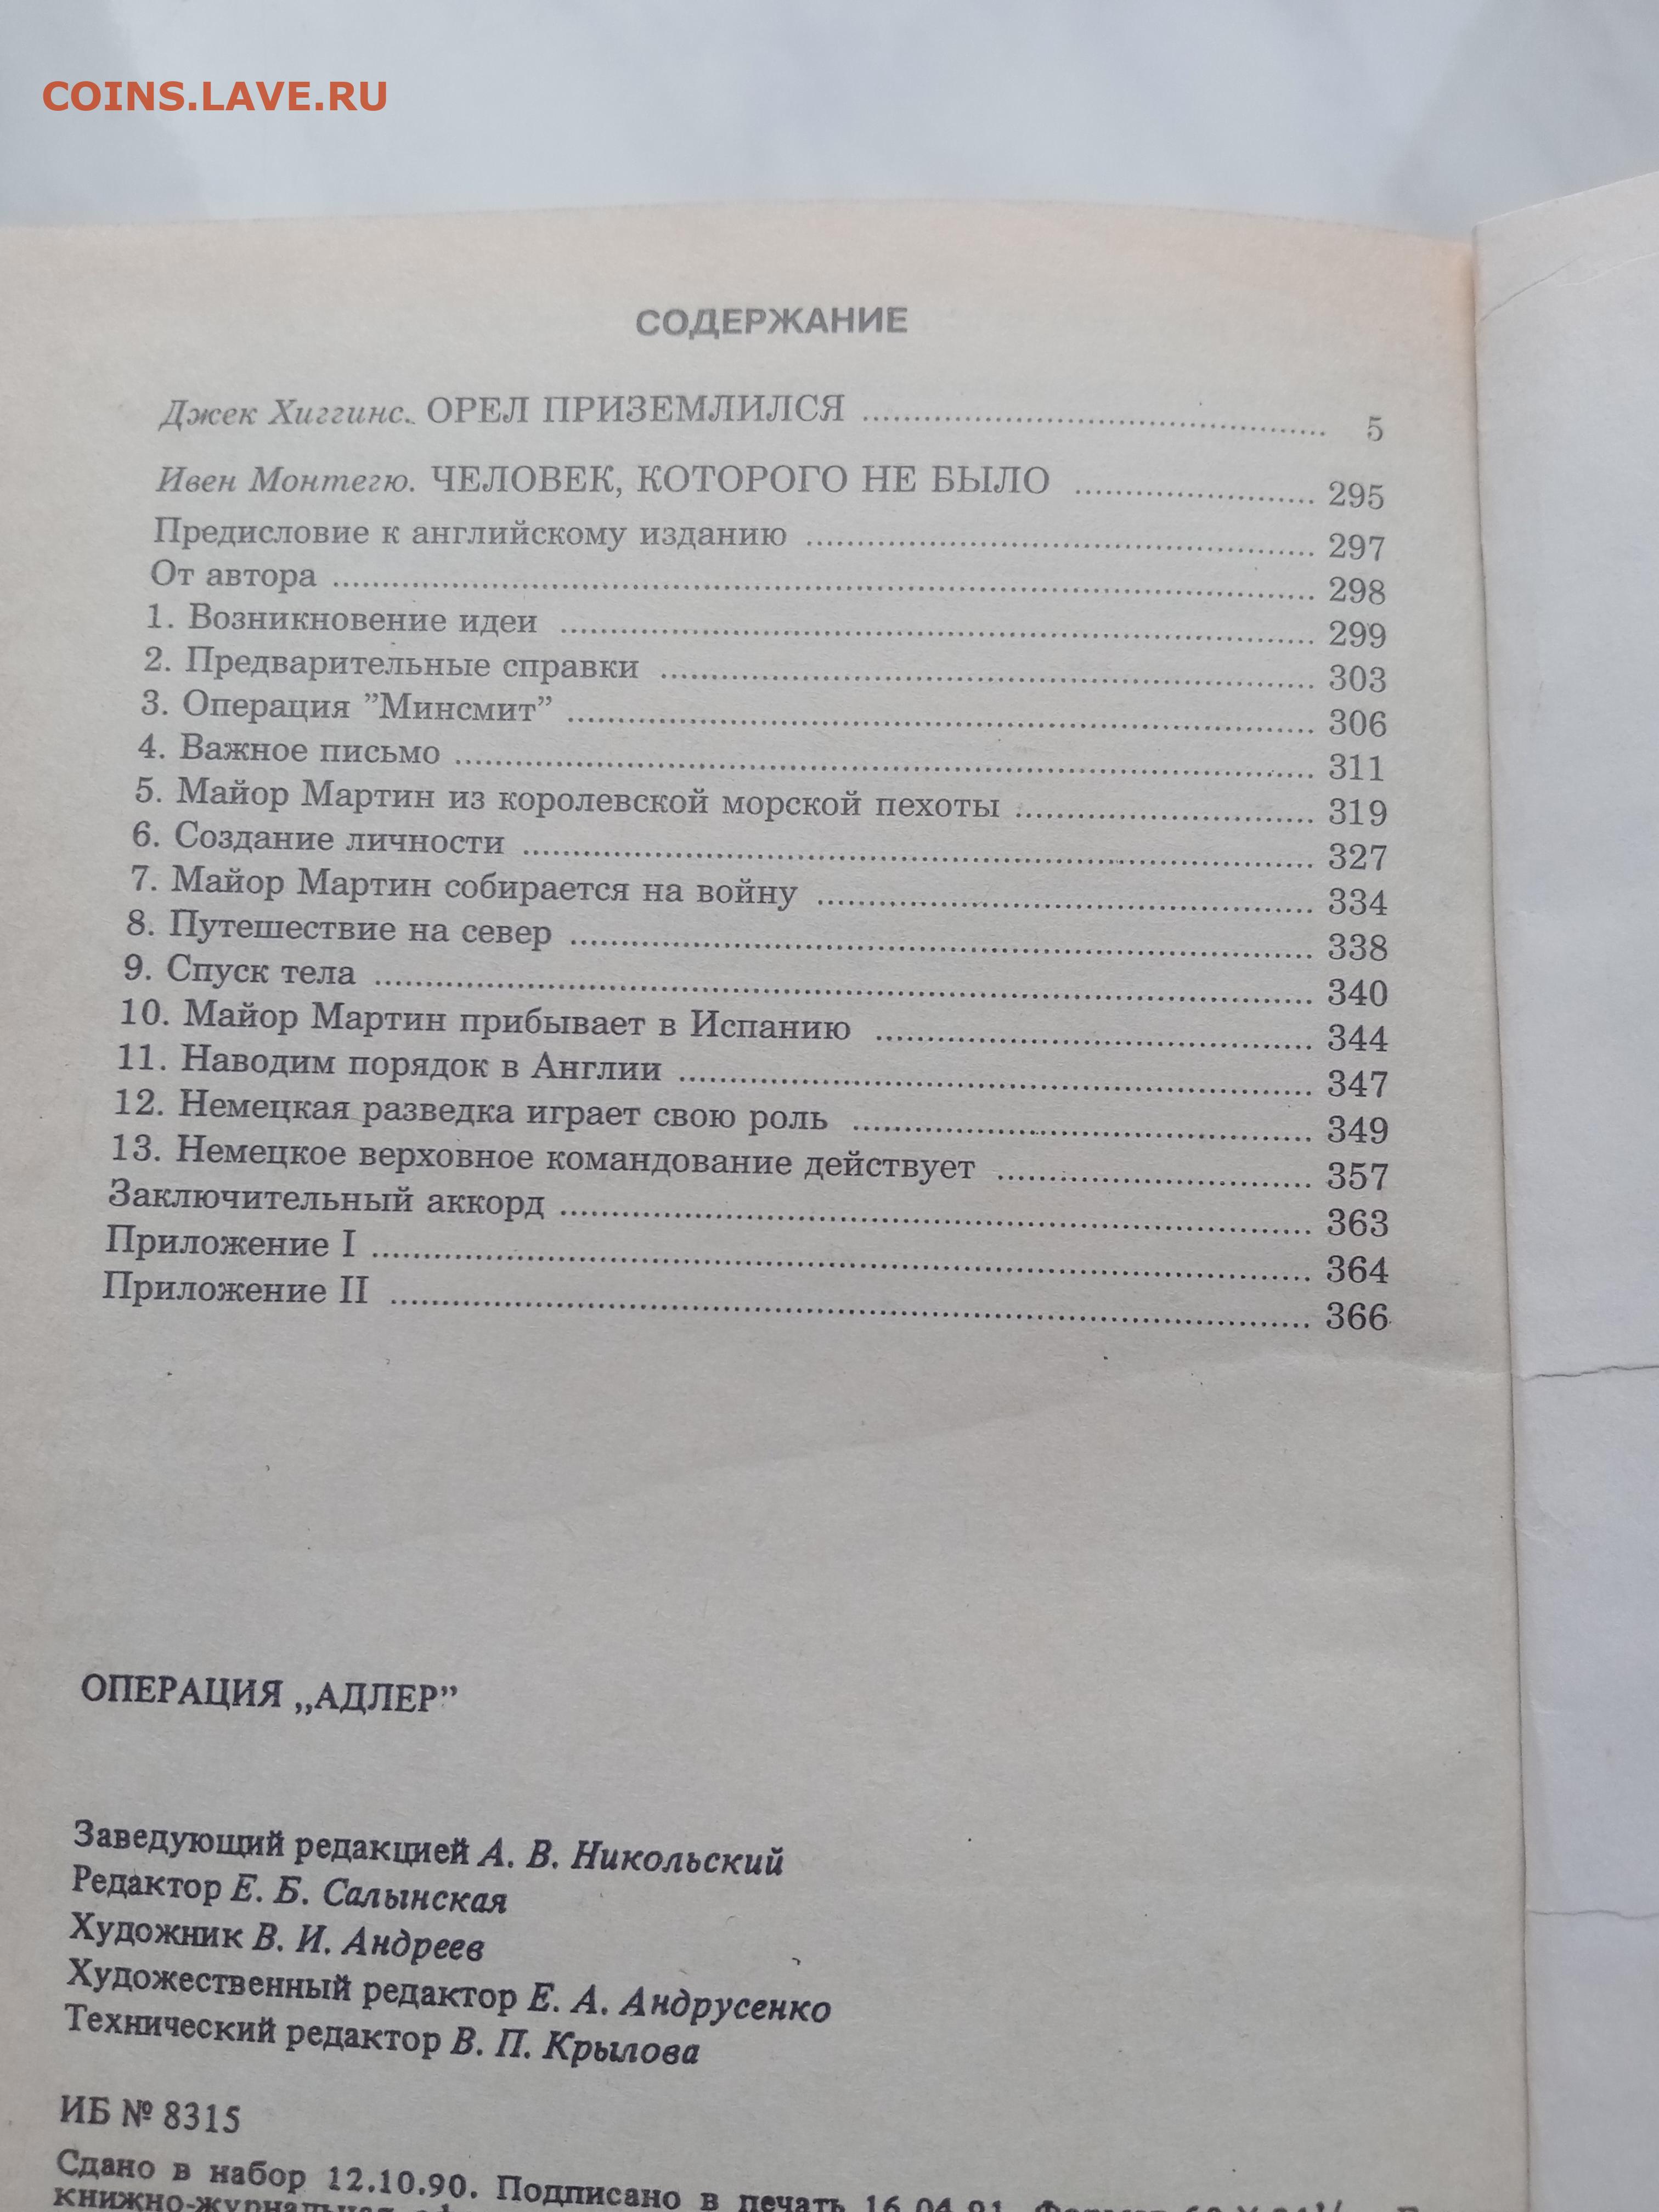 COINS.LAVE.RU
СОДЕРЖАНИЕ
Джек Хиггинс. ОРЕЛ ПРИЗЕМЛИЛСЯ ........ 5
Ивен Монтегю. ЧЕЛОВЕК, КОТОРОГО НЕ БЫЛО ........ 295
Предисловие к английскому изданию ........ 297
От автора ........ 298
1. Возникновение идеи ........ 299
2. Предварительные справки ........ 303
3. Операция ”Минсмит” ........ 306
4. Важное письмо ........ 311
5. Майор Мартин из королевской морской пехоты ........ 319
6. Создание личности ........ 327
7. Майор Мартин собирается на войну ........ 334
8. Путешествие на север ........ 338
9. Спуск тела ........ 340
10. Майор Мартин прибывает в Испанию ........ 344
11. Наводим порядок в Англии ........ 347
12. Немецкая разведка играет свою роль ........ 349
13. Немецкое верховное командование действует ........ 357
Заключительный аккорд ........ 363
Приложение I ........ 364
Приложение II ........ 366
ОПЕРАЦИЯ „АДЛЕР”
Заведующий редакцией А. В. Никольский
Редактор Е. Б. Салынская
Художник В. И. Андреев
Художественный редактор Е. А. Андрусенко
Технический редактор В. П. Крылова
ИБ № 8315
Сдано в набор 12.10.90. Подписано в печать 16.04.91.
книжно-журнальная